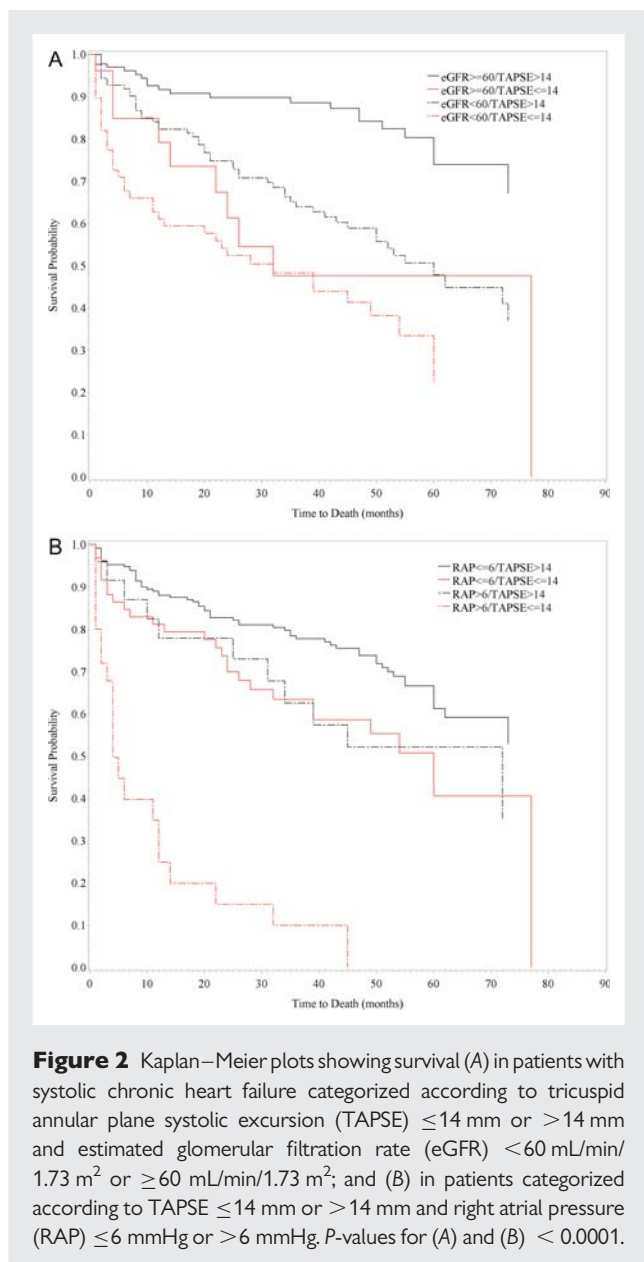 A
1.0
0.9
0.8
0.7
0.6
0.5
0.4
0.3
0.2
0.1
0.0
Survival Probability
eGFR>=60/TAPSE>14
eGFR>=60/TAPSE<=14
eGFR<60/TAPSE>14
eGFR<60/TAPSE<=14
0 10 20 30 40 50 60 70 80 90
Time to Death (months)
B
1.0
0.9
0.8
0.7
0.6
0.5
0.4
0.3
0.2
0.1
0.0
Survival Probability
RAP<=6/TAPSE>14
RAP<=6/TAPSE<=14
RAP>6/TAPSE>14
RAP>6/TAPSE<=14
0 10 20 30 40 50 60 70 80 90
Time to Death (months)
Figure 2 Kaplan–Meier plots showing survival (A) in patients with
systolic chronic heart failure categorized according to tricuspid
annular plane systolic excursion (TAPSE) ≤14 mm or >14 mm
and estimated glomerular filtration rate (eGFR) <60 mL/min/
1.73 m² or ≥60 mL/min/1.73 m²; and (B) in patients categorized
according to TAPSE ≤14 mm or >14 mm and right atrial pressure
(RAP) ≤6 mmHg or >6 mmHg. P-values for (A) and (B) < 0.0001.